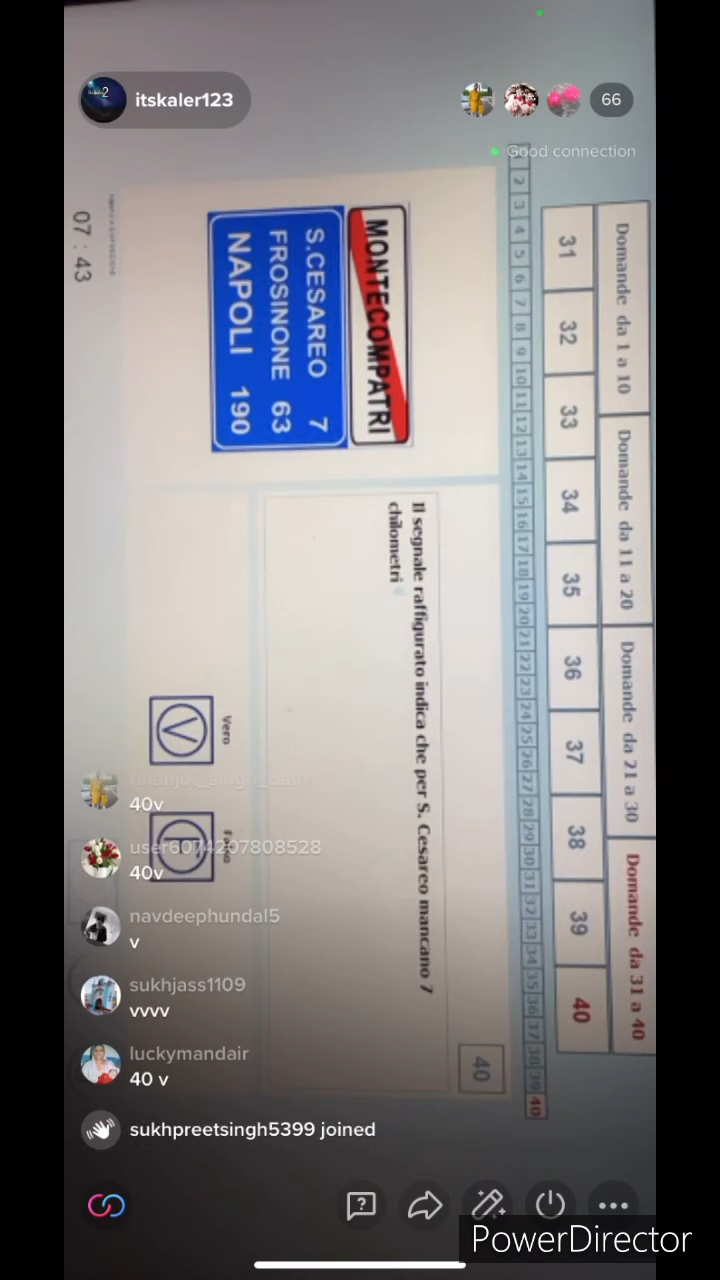 itskaler123
66
Good connection
Domande da 1 a 10
Domande da 11 a 20
Domande da 21 a 30
Domande da 31 a 40
31 32 33 34 35 36 37 38 39 40
2 3 4 5 6 7 8 9 10 11 12 13 14 15 16 17 18 19 20 21 22 23 24 25 26 27 28 29 30 31 32 33 34 35 36 37 38 39 40
40
MONTECOMPATRI
S.CESAREO 7
FROSINONE 63
NAPOLI 190
Il segnale raffigurato indica che per S. Cesareo mancano 7
chilometri
Vero
V
Falso
F
07 : 43
40v
user6074207808528
40v
navdeephundal5
v
sukhjass1109
vvvv
luckymandair
40 v
sukhpreetsingh5399 joined
PowerDirector